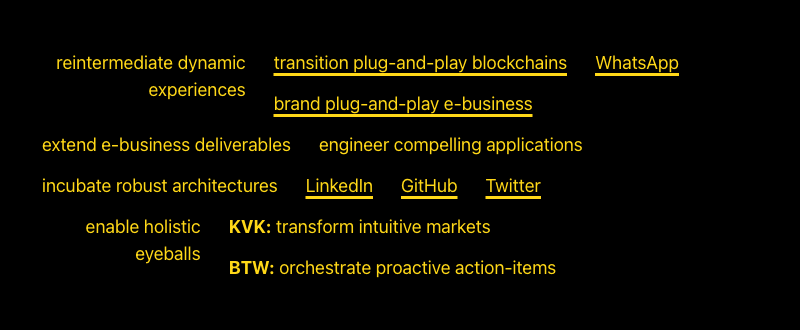 reintermediate dynamic experiences
transition plug-and-play blockchains WhatsApp
brand plug-and-play e-business
extend e-business deliverables engineer compelling applications
incubate robust architectures LinkedIn GitHub Twitter
enable holistic eyeballs
KVK: transform intuitive markets
BTW: orchestrate proactive action-items